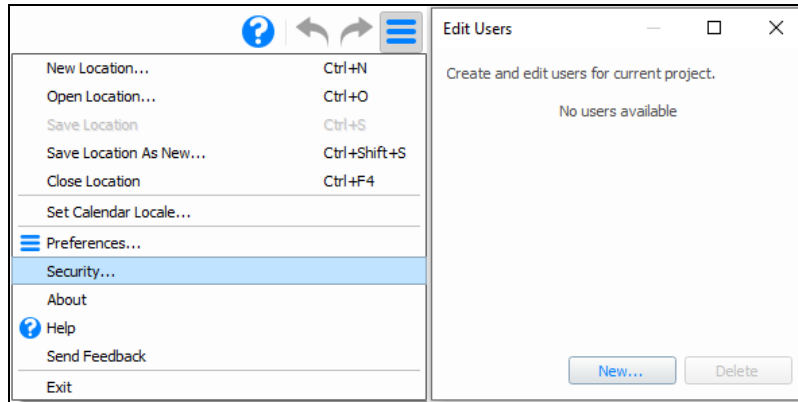 New Location... Ctrl+N
Open Location... Ctrl+O
Save Location Ctrl+S
Save Location As New... Ctrl+Shift+S
Close Location Ctrl+F4
Set Calendar Locale...
Preferences...
Security...
About
? Help
Send Feedback
Exit
Edit Users
Create and edit users for current project.
No users available
New... Delete